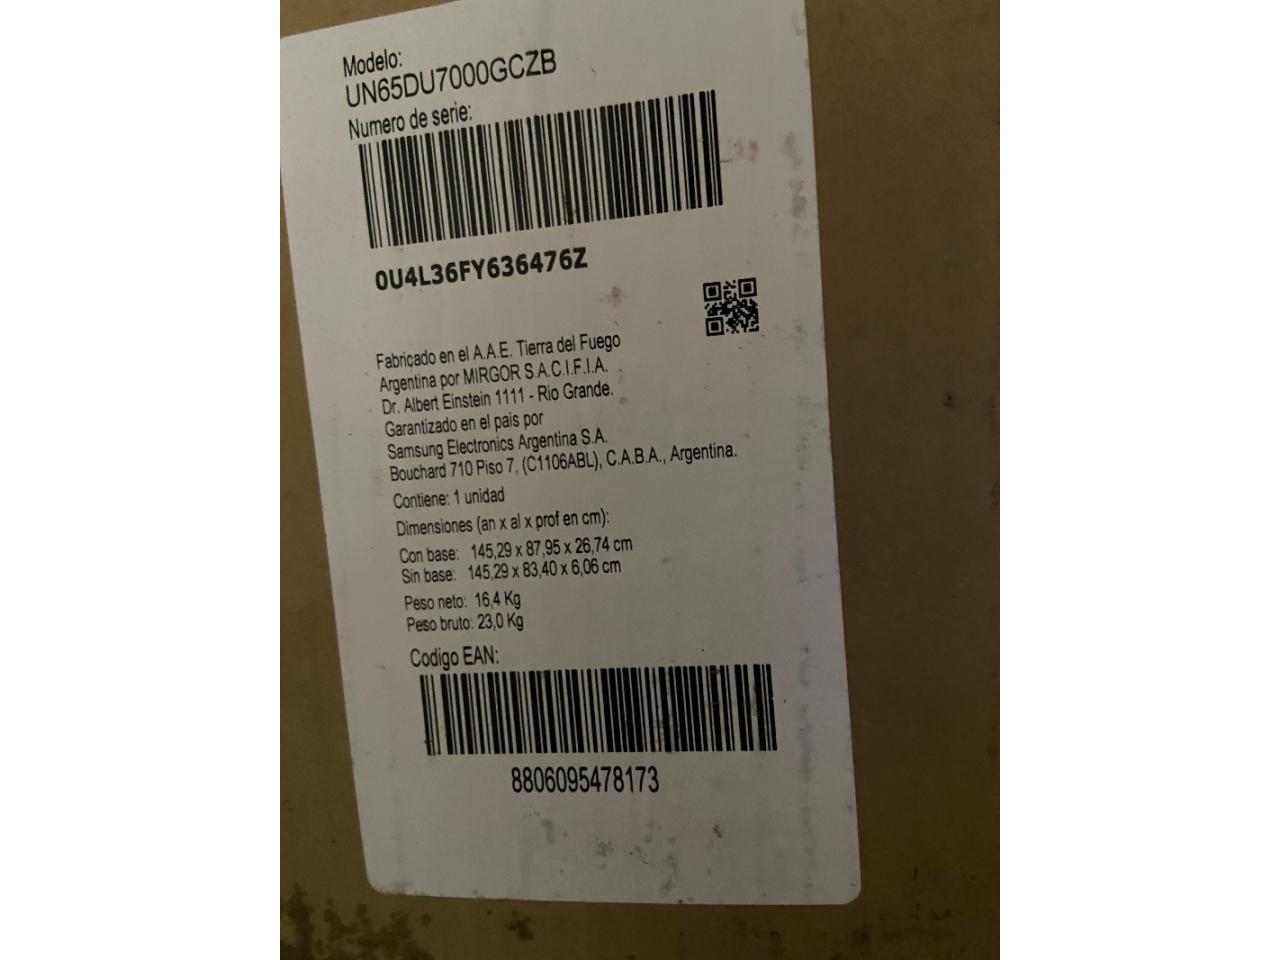 Modelo:
UN65DU7000GCZB
Numero de serie:
0U4L36FY636476Z
Fabricado en el A.A.E. Tierra del Fuego
Argentina por MIRGOR S.A.C.I.F.I.A.
Dr. Albert Einstein 1111 - Rio Grande.
Garantizado en el pais por
Samsung Electronics Argentina S.A.
Bouchard 710 Piso 7, (C1106ABL), C.A.B.A., Argentina.
Contiene: 1 unidad
Dimensiones (an x al x prof en cm):
Con base: 145,29 x 87,95 x 26,74 cm
Sin base: 145,29 x 83,40 x 6,06 cm
Peso neto: 16,4 Kg
Peso bruto: 23,0 Kg
Codigo EAN:
8806095478173